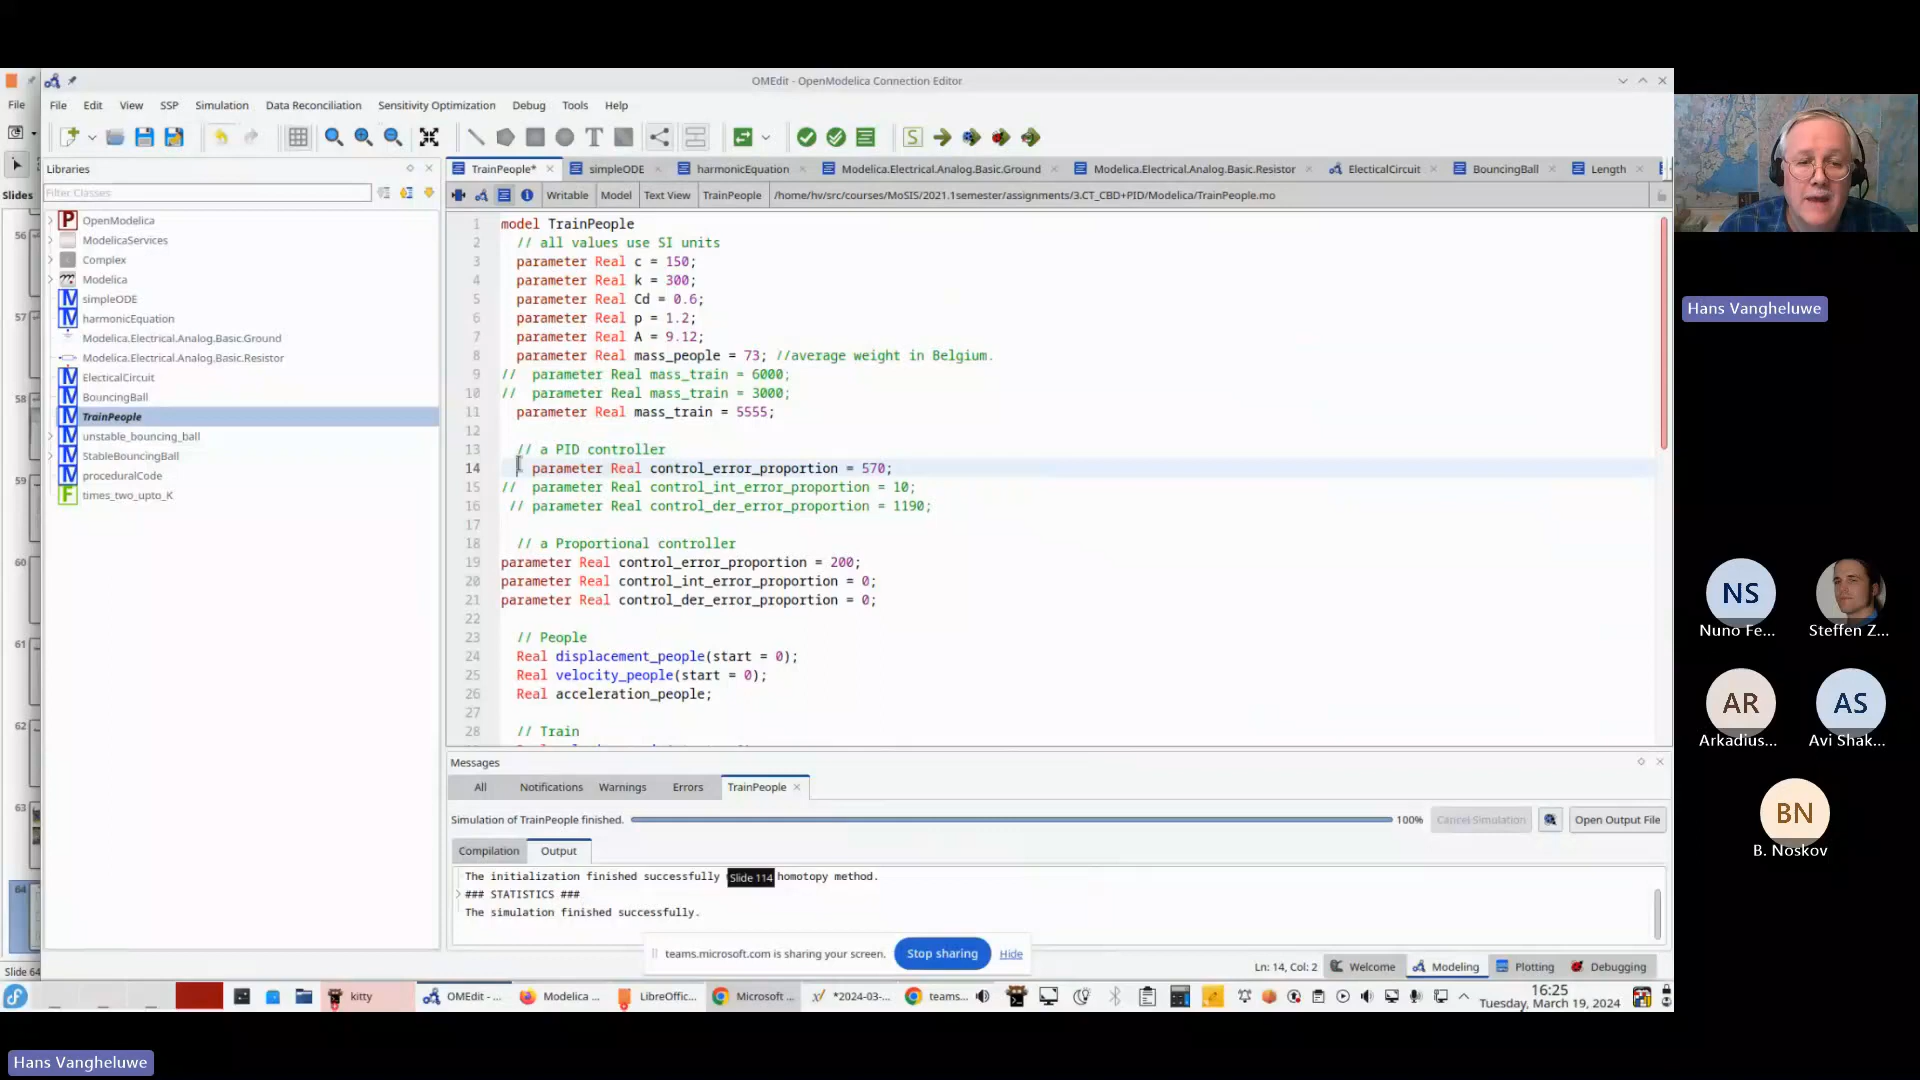 OMEdit - OpenModelica Connection Editor
File
File Edit View SSP Simulation Data Reconciliation Sensitivity Optimization Debug Tools Help
Libraries
Filter Classes
Slides
56
57
58
59
60
61
62
63
64
Slide 64
OpenModelica
ModelicaServices
Complex
Modelica
simpleODE
harmonicEquation
Modelica.Electrical.Analog.Basic.Ground
Modelica.Electrical.Analog.Basic.Resistor
ElecticalCircuit
BouncingBall
TrainPeople
unstable_bouncing_ball
StableBouncingBall
proceduralCode
times_two_upto_K
TrainPeople* simpleODE harmonicEquation Modelica.Electrical.Analog.Basic.Ground Modelica.Electrical.Analog.Basic.Resistor ElecticalCircuit BouncingBall Length
Writable Model Text View TrainPeople /home/hv/src/courses/MoSIS/2021.1semester/assignments/3.CT_CBD+PID/Modelica/TrainPeople.mo
1 model TrainPeople
2 // all values use SI units
3 parameter Real c = 150;
4 parameter Real k = 300;
5 parameter Real Cd = 0.6;
6 parameter Real p = 1.2;
7 parameter Real A = 9.12;
8 parameter Real mass_people = 73; //average weight in Belgium.
9 // parameter Real mass_train = 6000;
10 // parameter Real mass_train = 3000;
11 parameter Real mass_train = 5555;
12
13 // a PID controller
14 parameter Real control_error_proportion = 570;
15 // parameter Real control_int_error_proportion = 10;
16 // parameter Real control_der_error_proportion = 1190;
17
18 // a Proportional controller
19 parameter Real control_error_proportion = 200;
20 parameter Real control_int_error_proportion = 0;
21 parameter Real control_der_error_proportion = 0;
22
23 // People
24 Real displacement_people(start = 0);
25 Real velocity_people(start = 0);
26 Real acceleration_people;
27
28 // Train
Messages
All Notifications Warnings Errors TrainPeople
Simulation of TrainPeople finished. 100% Cancel Simulation Open Output File
Compilation Output
The initialization finished successfully Slide 114 homotopy method.
### STATISTICS ###
The simulation finished successfully.
teams.microsoft.com is sharing your screen. Stop sharing Hide
Ln: 14, Col: 2 Welcome Modeling Plotting Debugging
kitty OMEdit - ... Modelica ... LibreOffic... Microsoft ... *2024-03-... teams...
16:25
Tuesday, March 19, 2024
Hans Vangheluwe
NS
Nuno Fe...
Steffen Z...
AR
Arkadius...
AS
Avi Shak...
BN
B. Noskov
Hans Vangheluwe